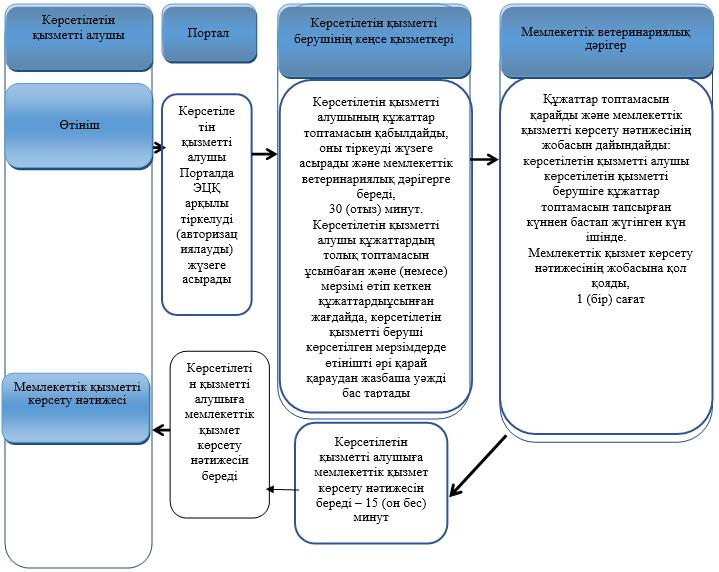 Көрсетілетін
қызметті алушы
Портал
Көрсетілетін қызметті
берушінің кеңсе қызметкері
Мемлекеттік ветеринариялық
дәрігер
Өтініш
Көрсетіле
тін
қызметті
алушы
Порталда
ЭЦҚ
арқылы
тіркелуді
(авторизац
иялауды)
жүзеге
асырады
Көрсетілетін қызметті
алушының құжаттар
топтамасын қабылдайды,
оны тіркеуді жүзеге
асырады және мемлекеттік
ветеринариялық дәрігерге
береді,
30 (отыз) минут.
Көрсетілетін қызметті
алушы құжаттардың
толық топтамасын
ұсынбаған және (немесе)
мерзімі өтіп кеткен
құжаттардыұсынған
жағдайда, көрсетілетін
қызметті беруші
көрсетілген мерзімдерде
өтінішті әрі қарай
қараудан жазбаша уәжді
бас тартады
Құжаттар топтамасын
қарайды және мемлекеттік
қызметті көрсету нәтижесінің
жобасын дайындайды:
көрсетілетін қызметті алушы
көрсетілетін қызметті
берушіге құжаттар
топтамасын тапсырған
күннен бастап жүгінген күн
ішінде.
Мемлекеттік қызмет көрсету
нәтижесінің жобасына қол
қояды,
1 (бір) сағат
Мемлекеттік қызметті
көрсету нәтижесі
Көрсетілеті
н қызметті
алушыға
мемлекеттік
қызмет
көрсету
нәтижесін
береді
Көрсетілетін
қызметті алушыға
мемлекеттік қызмет
көрсету нәтижесін
береді – 15 (он бес)
минут